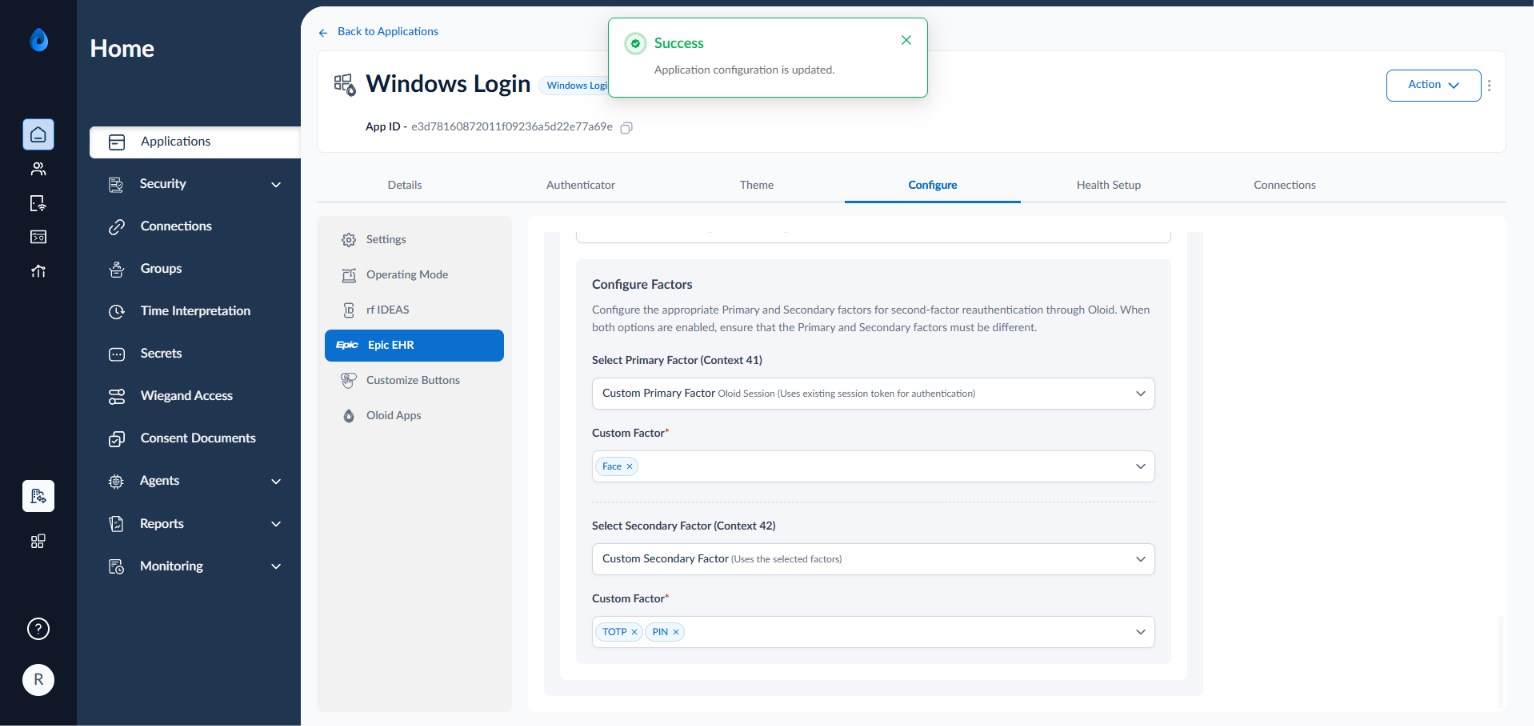 Home
Applications
Security
Connections
Groups
Time Interpretation
Secrets
Wiegand Access
Consent Documents
Agents
Reports
Monitoring
?
R
Back to Applications
Success
Application configuration is updated.
Windows Login
Windows Logi
App ID - e3d78160872011f09236a5d22e77a69e
Action
Details
Authenticator
Theme
Configure
Health Setup
Connections
Settings
Operating Mode
rf IDEAS
Epic Epic EHR
Customize Buttons
Oloid Apps
Configure Factors
Configure the appropriate Primary and Secondary factors for second-factor reauthentication through Oloid. When
both options are enabled, ensure that the Primary and Secondary factors must be different.
Select Primary Factor (Context 41)
Custom Primary Factor Oloid Session (Uses existing session token for authentication)
Custom Factor*
Face ×
Select Secondary Factor (Context 42)
Custom Secondary Factor (Uses the selected factors)
Custom Factor*
TOTP × PIN ×